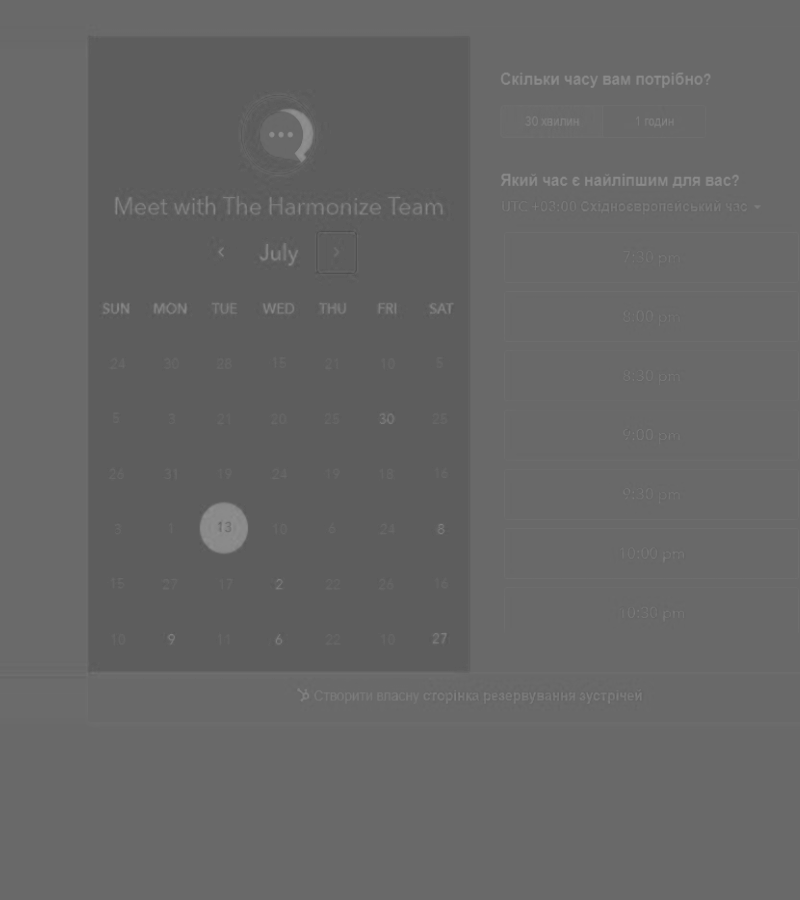 Meet with The Harmonize Team
July
SUN MON TUE WED THU FRI SAT
24 30 28 15 21 10 5
5 3 21 20 25 30 25
26 31 19 24 19 18 16
3 1 13 10 6 24 8
15 27 17 2 22 26 16
18 9 11 6 22 10 27
Скільки часу вам потрібно?
30 хвилин 1 годин
Який час є найліпшим для вас?
UTC +03:00 Східноєвропейський час
7:30 pm
8:00 pm
8:30 pm
9:00 pm
9:30 pm
10:00 pm
10:30 pm
Створити власну сторінка резервування зустрічей